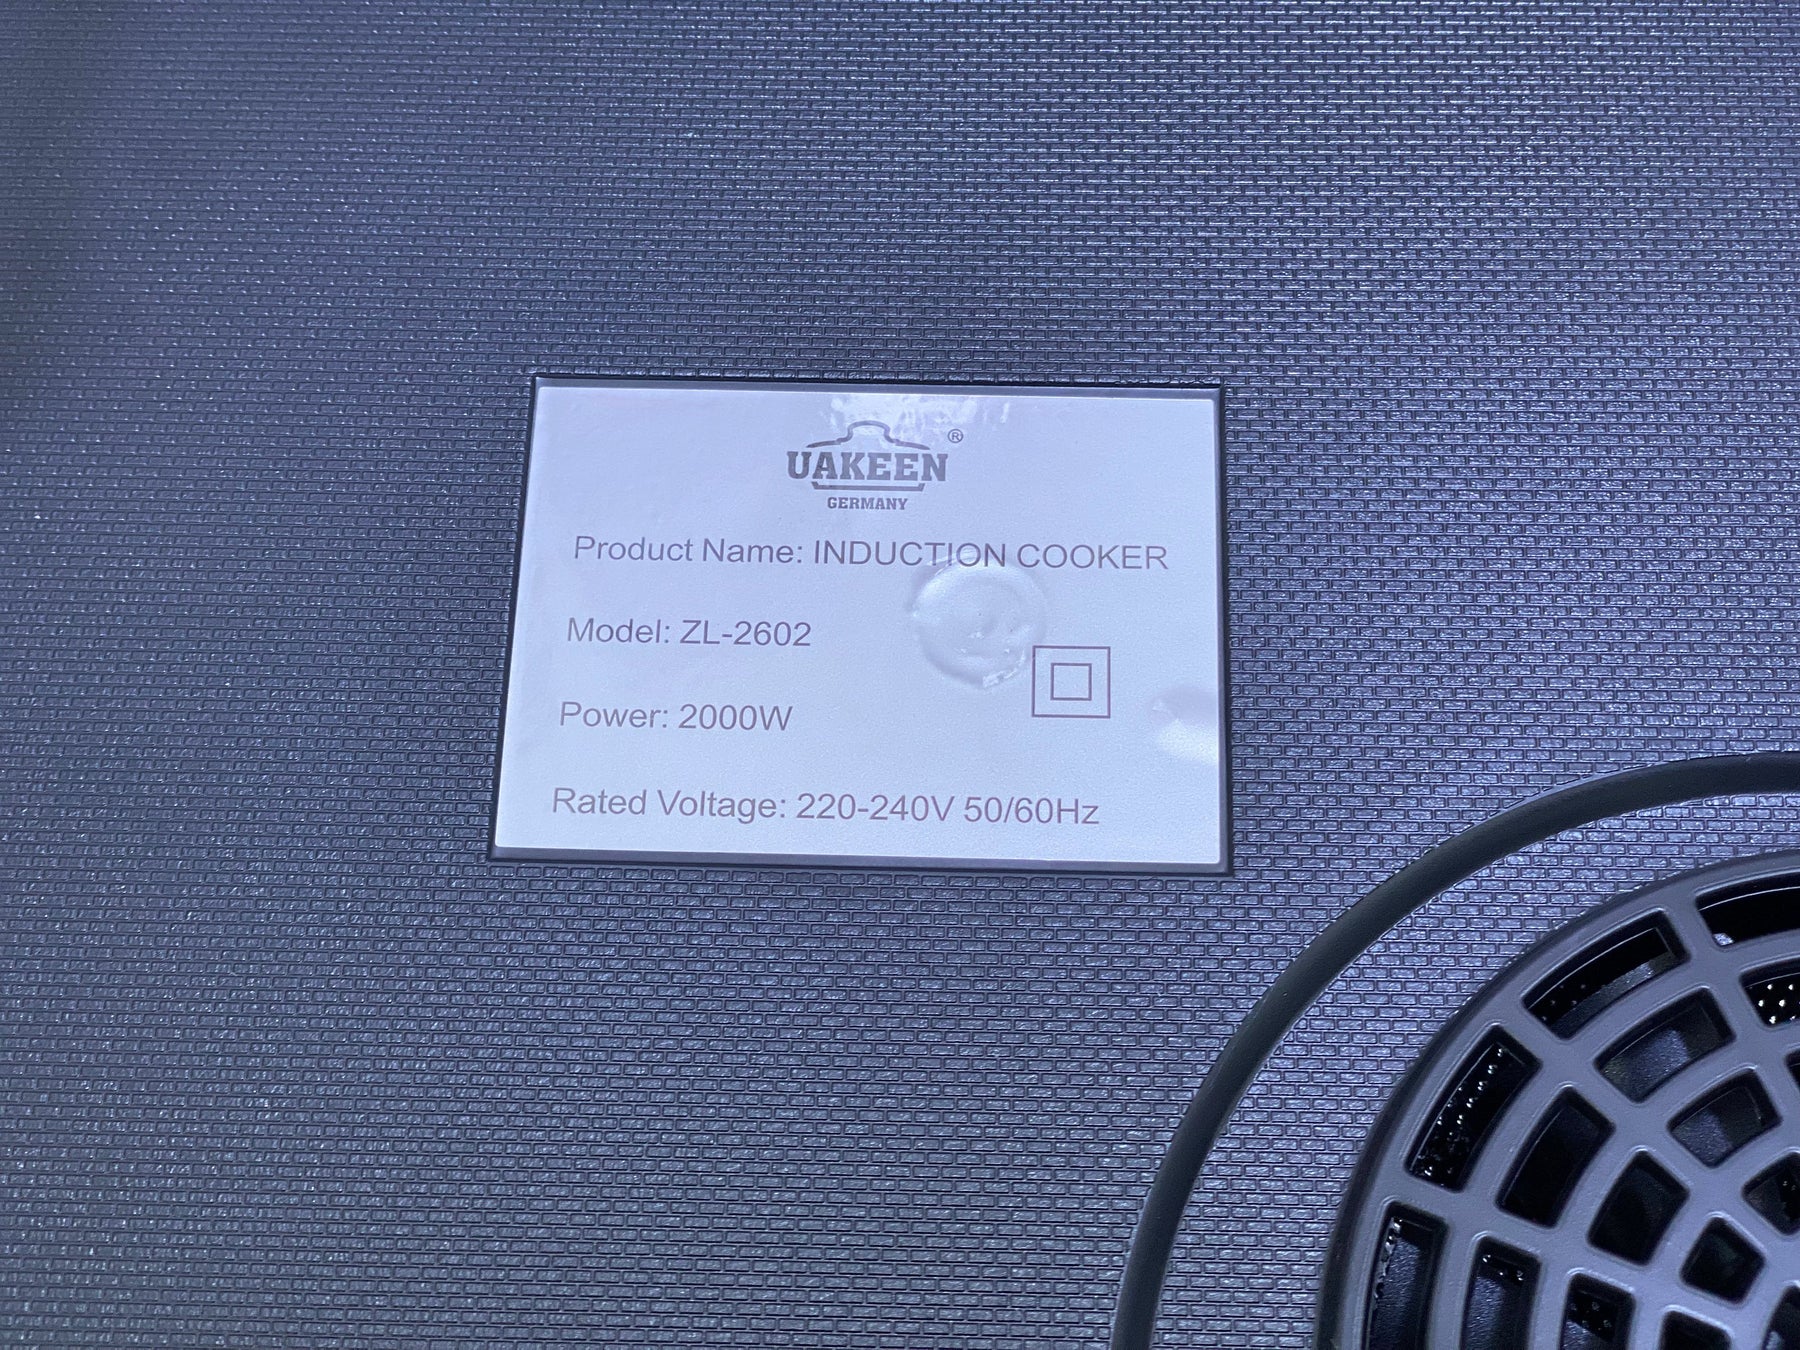 UAKEEN ®
GERMANY
Product Name: INDUCTION COOKER
Model: ZL-2602
Power: 2000W
Rated Voltage: 220-240V 50/60Hz